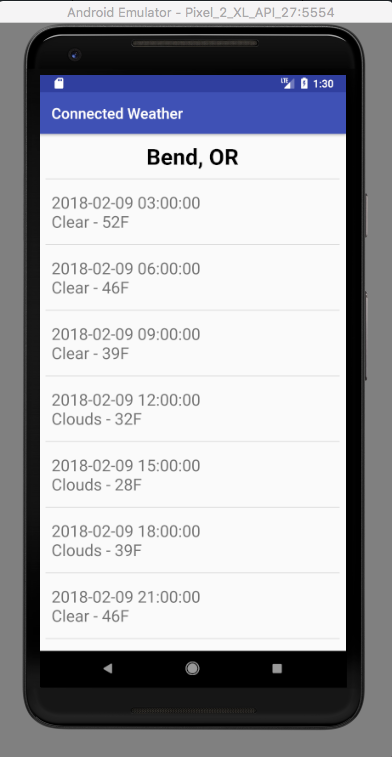 Android Emulator - Pixel_2_XL_API_27:5554
LTE 1:30
Connected Weather
Bend, OR
2018-02-09 03:00:00
Clear - 52F
2018-02-09 06:00:00
Clear - 46F
2018-02-09 09:00:00
Clear - 39F
2018-02-09 12:00:00
Clouds - 32F
2018-02-09 15:00:00
Clouds - 28F
2018-02-09 18:00:00
Clouds - 39F
2018-02-09 21:00:00
Clear - 46F